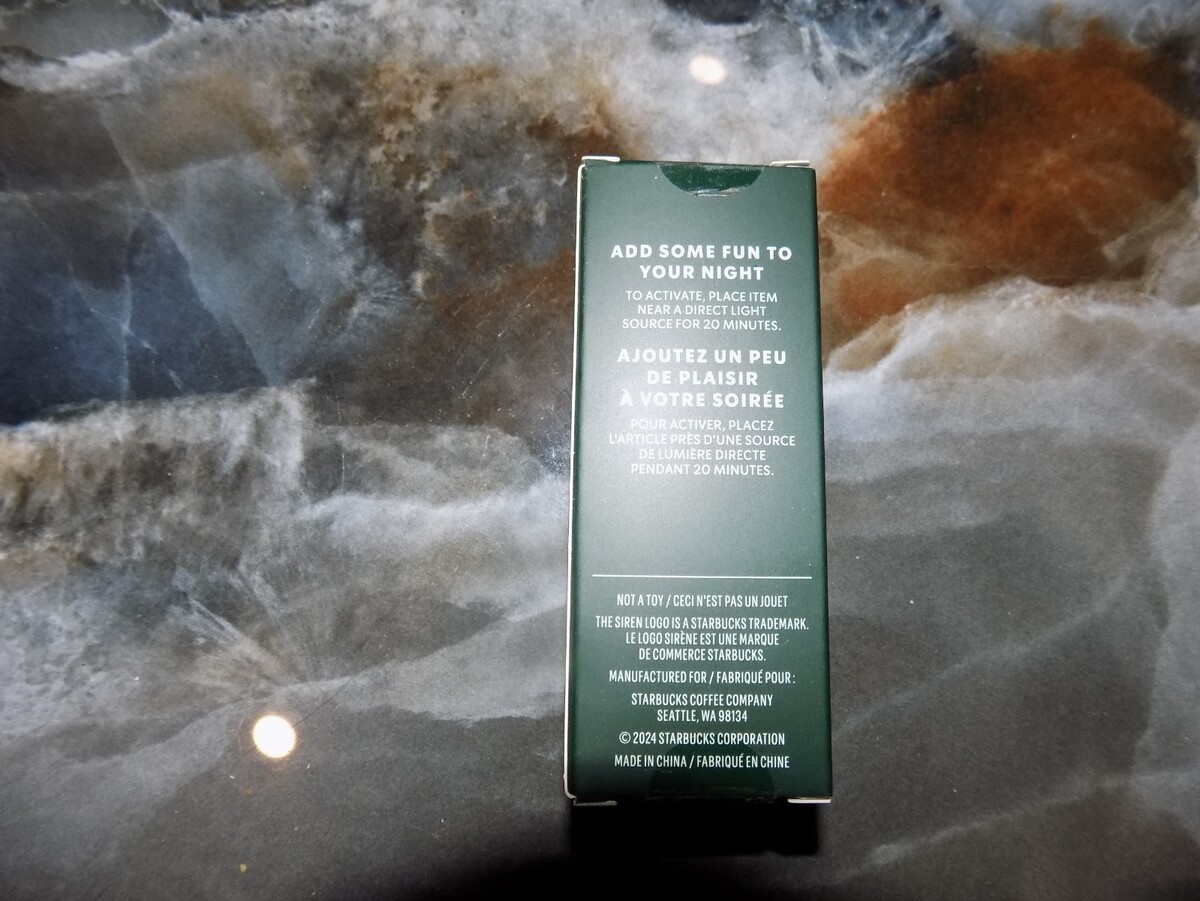 ADD SOME FUN TO
YOUR NIGHT
TO ACTIVATE, PLACE ITEM
NEAR A DIRECT LIGHT
SOURCE FOR 20 MINUTES.
AJOUTEZ UN PEU
DE PLAISIR
À VOTRE SOIRÉE
POUR ACTIVER, PLACEZ
L'ARTICLE PRÈS D'UNE SOURCE
DE LUMIÈRE DIRECTE
PENDANT 20 MINUTES.
NOT A TOY / CECI N'EST PAS UN JOUET
THE SIREN LOGO IS A STARBUCKS TRADEMARK.
LE LOGO SIRÈNE EST UNE MARQUE
DE COMMERCE STARBUCKS.
MANUFACTURED FOR / FABRIQUÉ POUR :
STARBUCKS COFFEE COMPANY
SEATTLE, WA 98134
© 2024 STARBUCKS CORPORATION
MADE IN CHINA / FABRIQUÉ EN CHINE